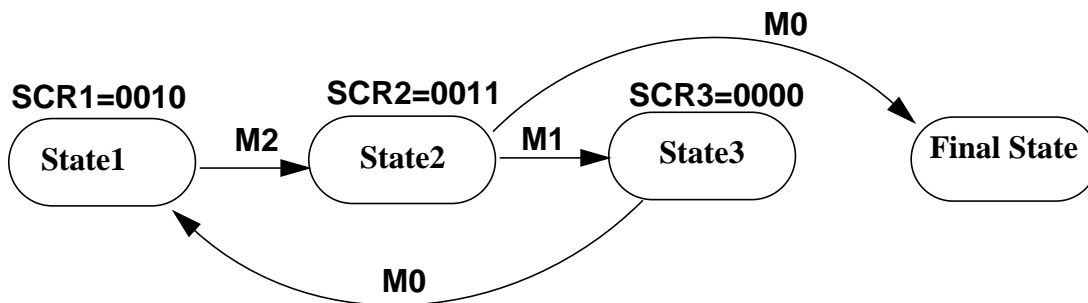 M0
SCR1=0010
SCR2=0011
SCR3=0000
State1
M2
State2
M1
State3
Final State
M0